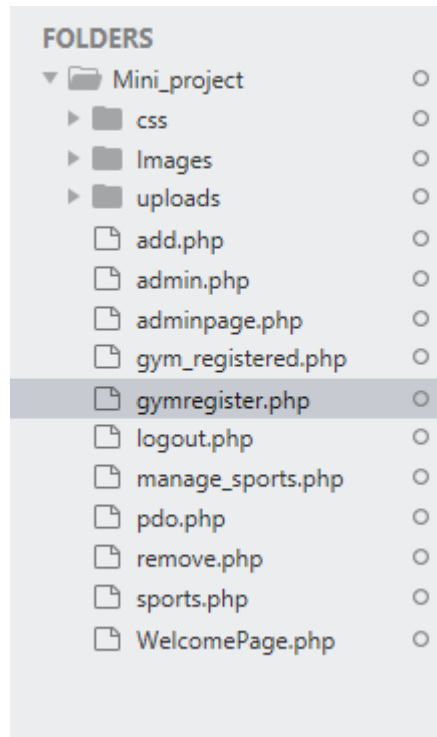 FOLDERS
Mini_project
css
Images
uploads
add.php
admin.php
adminpage.php
gym_registered.php
gymregister.php
logout.php
manage_sports.php
pdo.php
remove.php
sports.php
WelcomePage.php